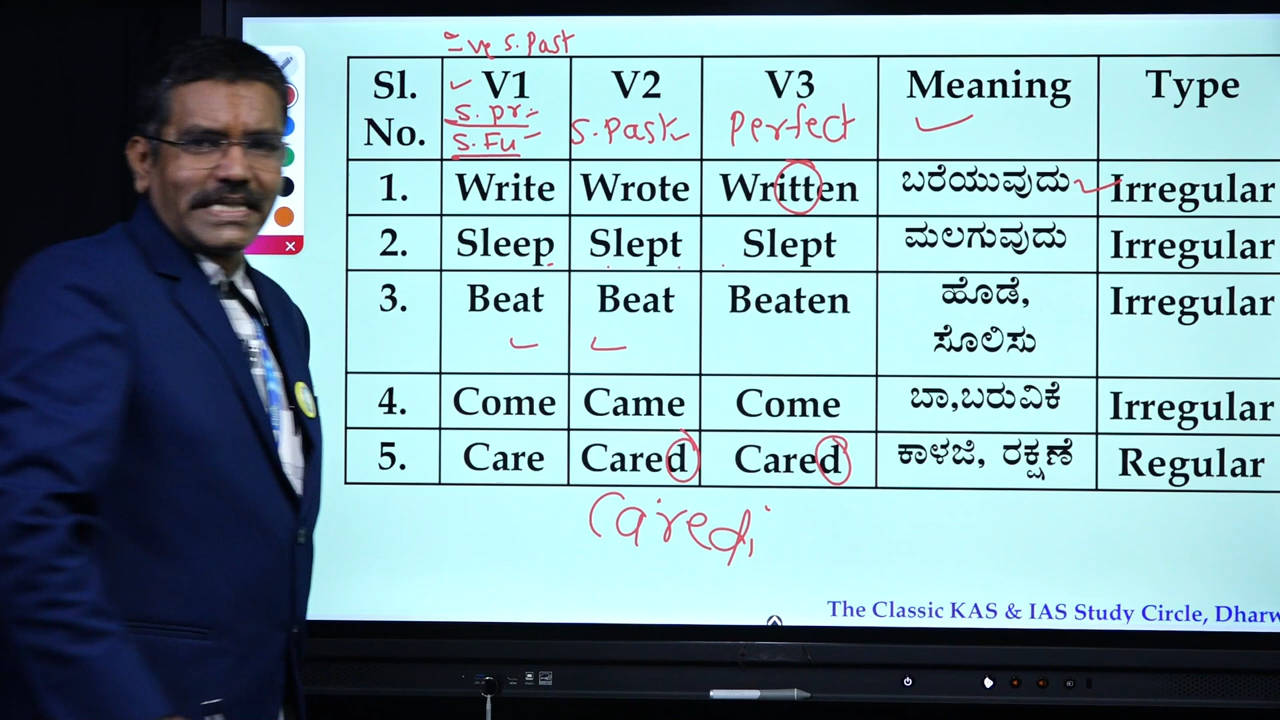 -ve s.past
Sl. No. V1 V2 V3 Meaning Type
s. pr: s.Past perfect
s. Fu
1. Write Wrote Written ಬರೆಯುವುದು Irregular
2. Sleep Slept Slept ಮಲಗುವುದು Irregular
3. Beat Beat Beaten ಹೊಡೆ, ಸೊಲಿಸು Irregular
4. Come Came Come ಬಾ,ಬರುವಿಕೆ Irregular
5. Care Cared Cared ಕಾಳಜಿ, ರಕ್ಷಣೆ Regular
Cared
The Classic KAS & IAS Study Circle, Dharw